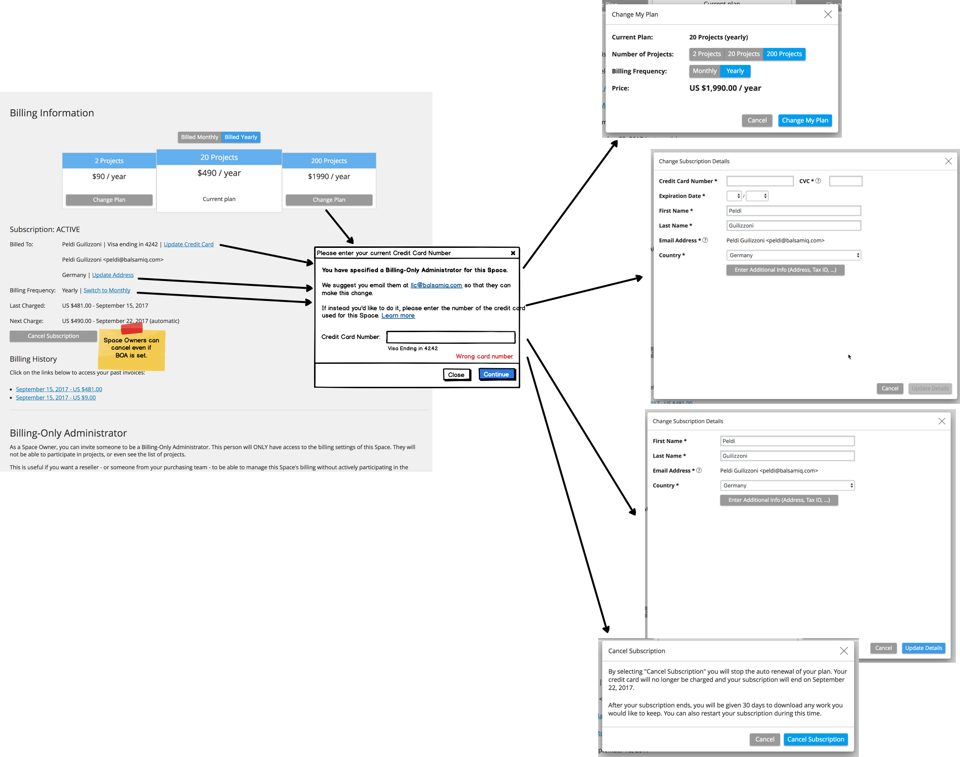 Current plan
Change My Plan
Current Plan: 20 Projects (yearly)
Number of Projects: 2 Projects 20 Projects 200 Projects
Billing Frequency: Monthly Yearly
Price: US $1,990.00 / year
Cancel Change My Plan
Billing Information
Billed Monthly Billed Yearly
2 Projects 20 Projects 200 Projects
$90 / year $490 / year $1990 / year
Change Plan Current plan Change Plan
Subscription: ACTIVE
Billed To: Peldi Guilizzoni | Visa ending in 4242 | Update Credit Card
Peldi Guilizzoni <peldi@balsamiq.com>
Germany | Update Address
Billing Frequency: Yearly | Switch to Monthly
Last Charged: US $481.00 - September 15, 2017
Next Charge: US $490.00 - September 22, 2017 (automatic)
Cancel Subscription
Space Owners can
cancel even if
BOA is set.
Billing History
Click on the links below to access your past invoices:
September 15, 2017 - US $481.00
September 15, 2017 - US $9.00
Billing-Only Administrator
As a Space Owner, you can invite someone to be a Billing-Only Administrator. This person will ONLY have access to the billing settings of this Space. They will
not be able to participate in projects, or even see the list of projects.
This is useful if you want a reseller - or someone from your purchasing team - to be able to manage this Space's billing without actively participating in the
Please enter your current Credit Card Number
You have specified a Billing-Only Administrator for this Space.
We suggest you email them at llc@balsamiq.com so that they can
make this change.
If instead you'd like to do it, please enter the number of the credit card
used for this Space. Learn more
Credit Card Number:
Visa Ending in 4242
Wrong card number.
Close Continue
Change Subscription Details
Credit Card Number * CVC * ?
Expiration Date * /
First Name * Peldi
Last Name * Guilizzoni
Email Address * ? Peldi Guilizzoni <peldi@balsamiq.com>
Country * Germany
Enter Additional Info (Address, Tax ID, ...)
Cancel Update Details
Change Subscription Details
First Name * Peldi
Last Name * Guilizzoni
Email Address * ? Peldi Guilizzoni <peldi@balsamiq.com>
Country * Germany
Enter Additional Info (Address, Tax ID, ...)
Cancel Update Details
Cancel Subscription
By selecting "Cancel Subscription" you will stop the auto renewal of your plan. Your
credit card will no longer be charged and your subscription will end on September
22, 2017.
After your subscription ends, you will be given 30 days to download any work you
would like to keep. You can also restart your subscription during this time.
Cancel Cancel Subscription